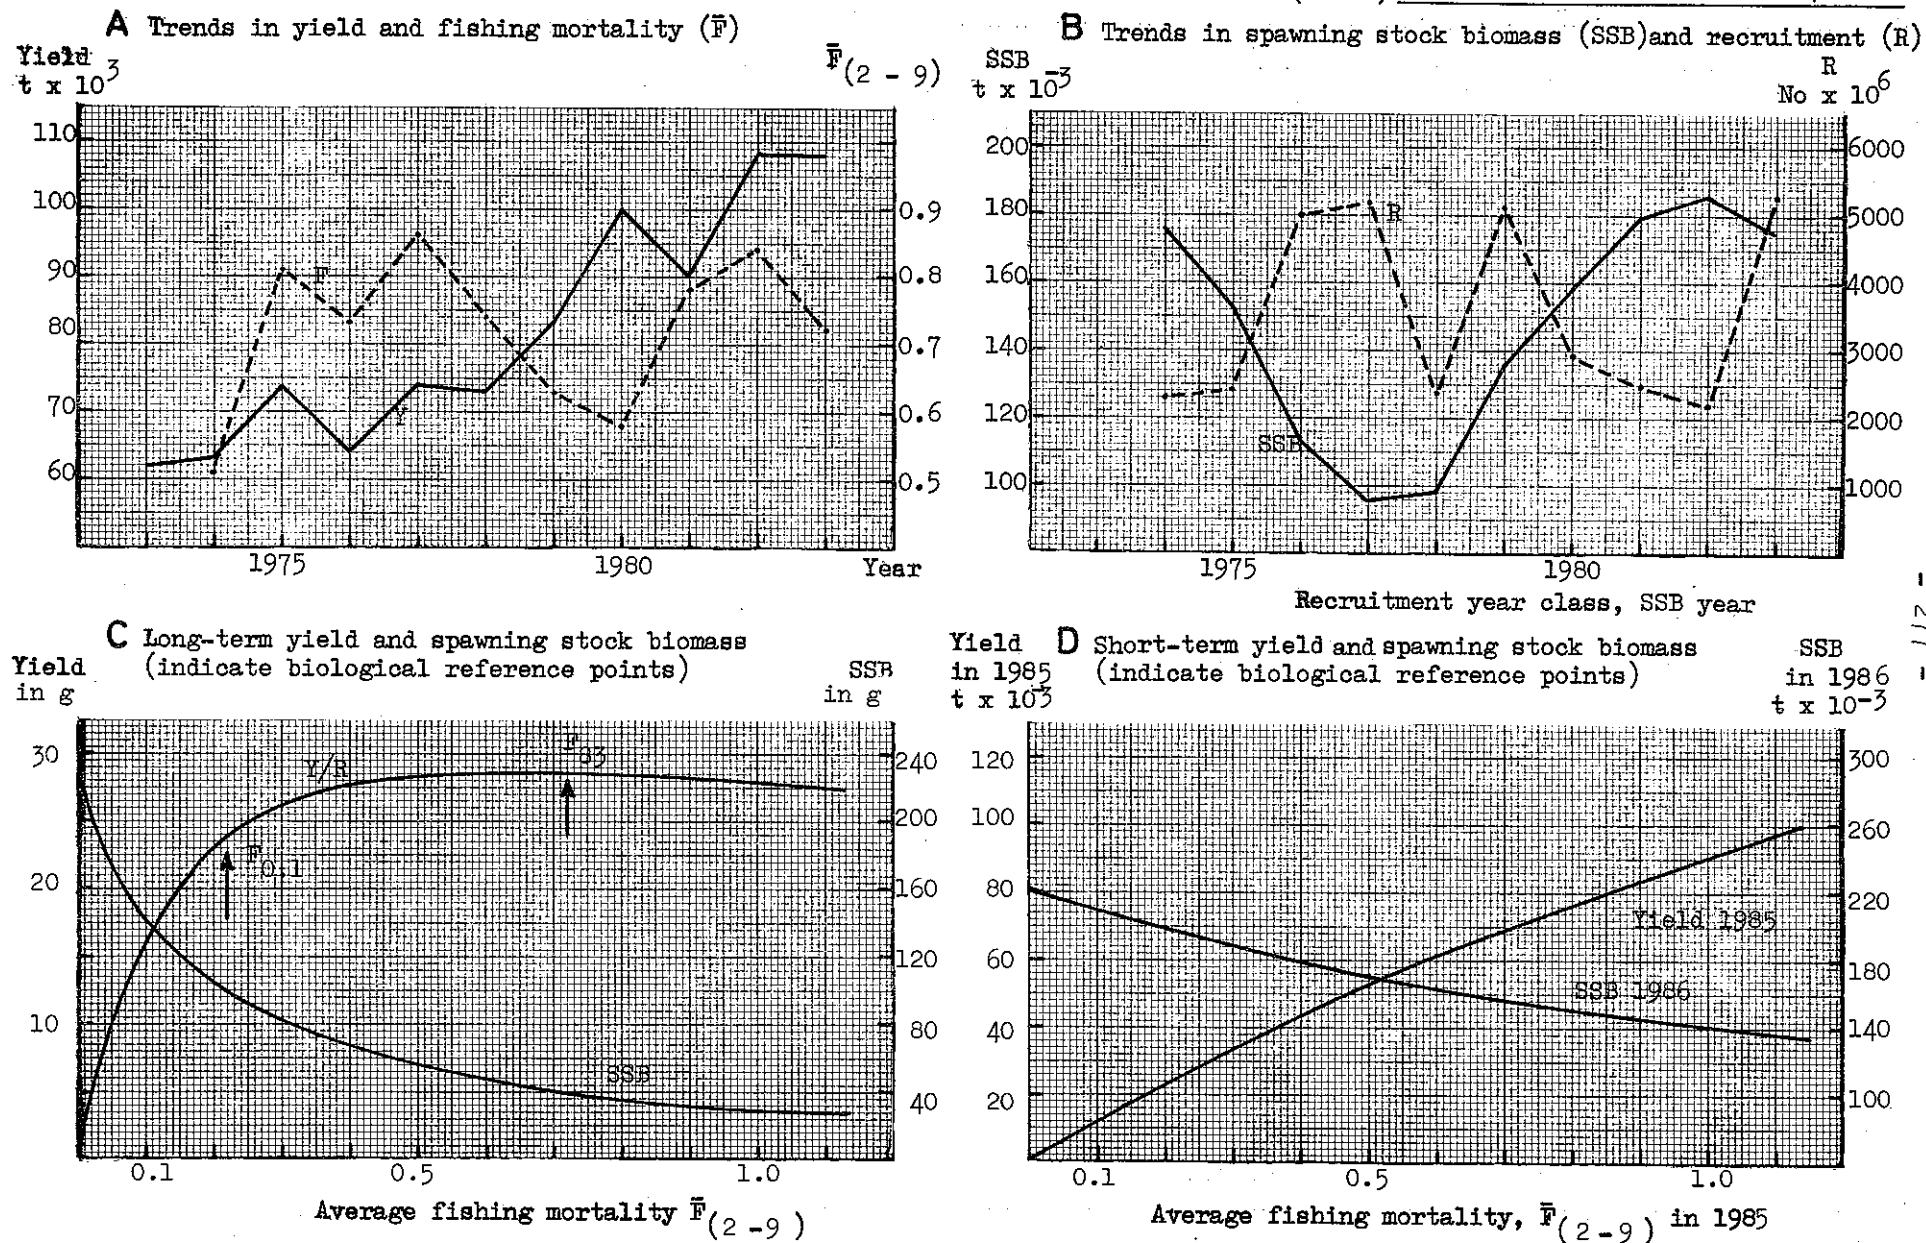 A Trends in yield and fishing mortality (F̄)
Yield
t x 10³
F̄(2 - 9)
110
100
90
80
70
60
0.9
0.8
0.7
0.6
0.5
F
Y
1975
1980
Year
B Trends in spawning stock biomass (SSB)and recruitment (R)
SSB
t x 10⁻³
R
No x 10⁶
200
180
160
140
120
100
6000
5000
4000
3000
2000
1000
R
SSB
1975
1980
Recruitment year class, SSB year
- 211 -
C Long-term yield and spawning stock biomass
(indicate biological reference points)
Yield
in g
SSB
in g
30
20
10
240
200
160
120
80
40
Y/R
F83
F0.1
SSB
0.1
0.5
1.0
Average fishing mortality F̄(2 - 9)
D Short-term yield and spawning stock biomass
(indicate biological reference points)
Yield
in 1985
t x 10⁻³
SSB
in 1986
t x 10⁻³
120
100
80
60
40
20
300
260
220
180
140
100
Yield 1985
SSB 1986
0.1
0.5
1.0
Average fishing mortality, F̄(2 - 9) in 1985